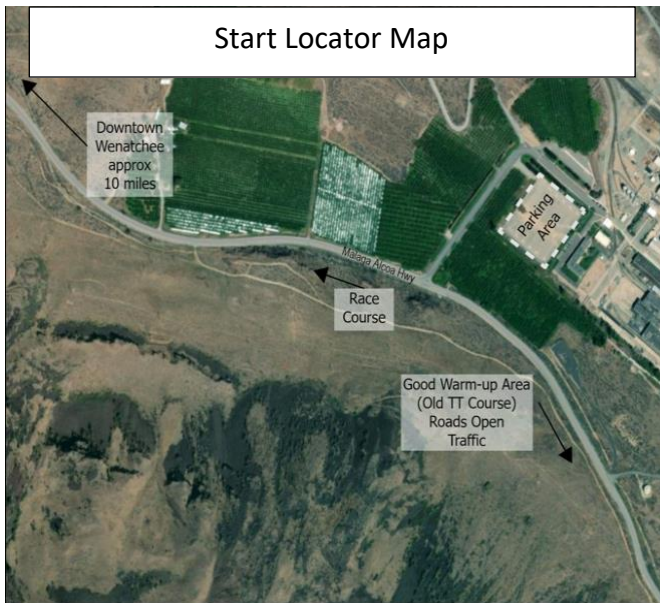 Start Locator Map
Downtown
Wenatchee
approx
10 miles
Parking
Area
Malaga Alcoa Hwy
Race
Course
Good Warm-up Area
(Old TT Course)
Roads Open
Traffic